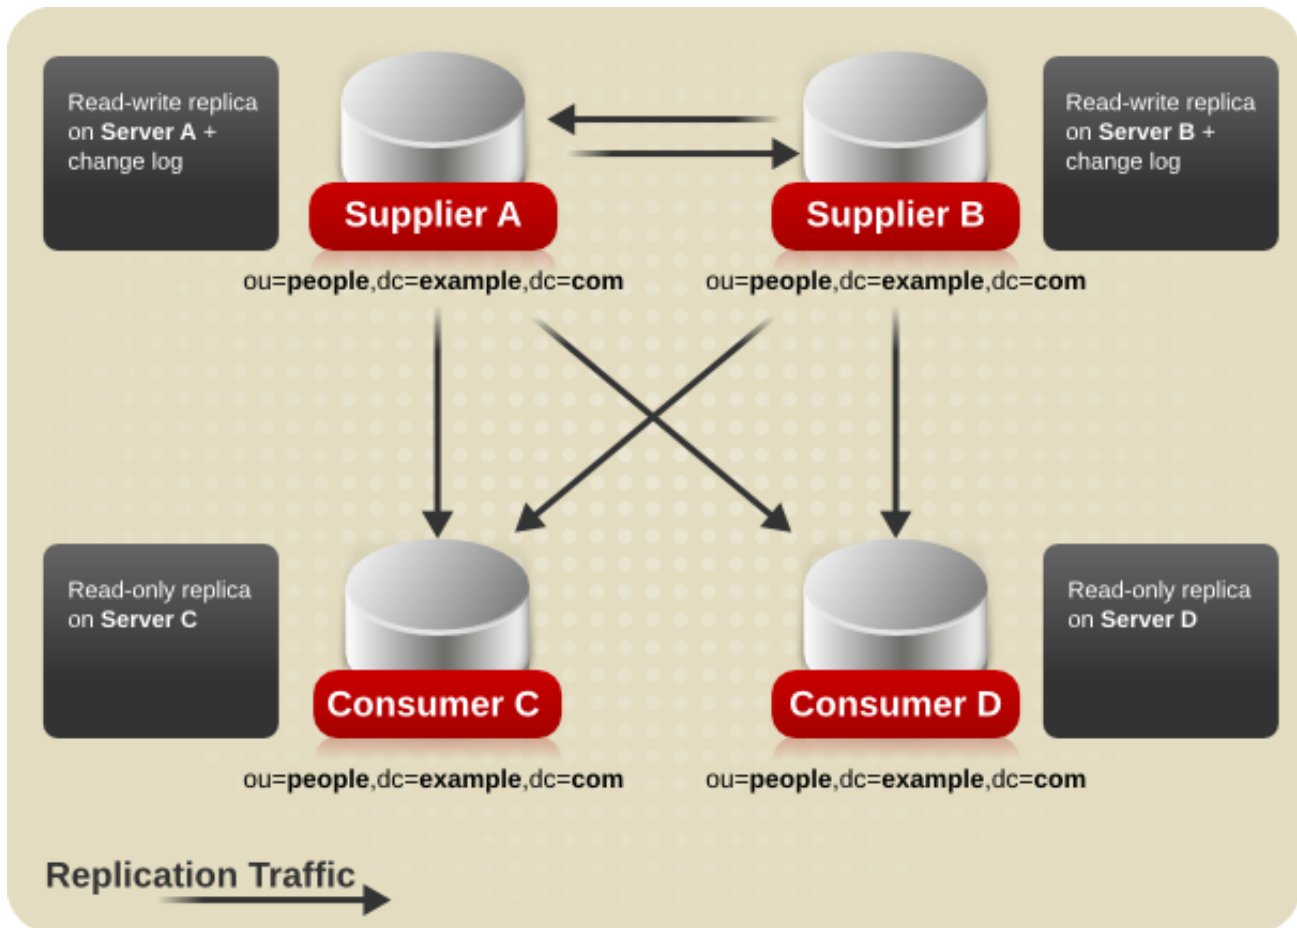 Read-write replica
on Server A +
change log
Supplier A
ou=people,dc=example,dc=com
Supplier B
ou=people,dc=example,dc=com
Read-write replica
on Server B +
change log
Read-only replica
on Server C
Consumer C
ou=people,dc=example,dc=com
Consumer D
ou=people,dc=example,dc=com
Read-only replica
on Server D
Replication Traffic